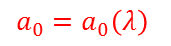 a₀ = a₀(λ)